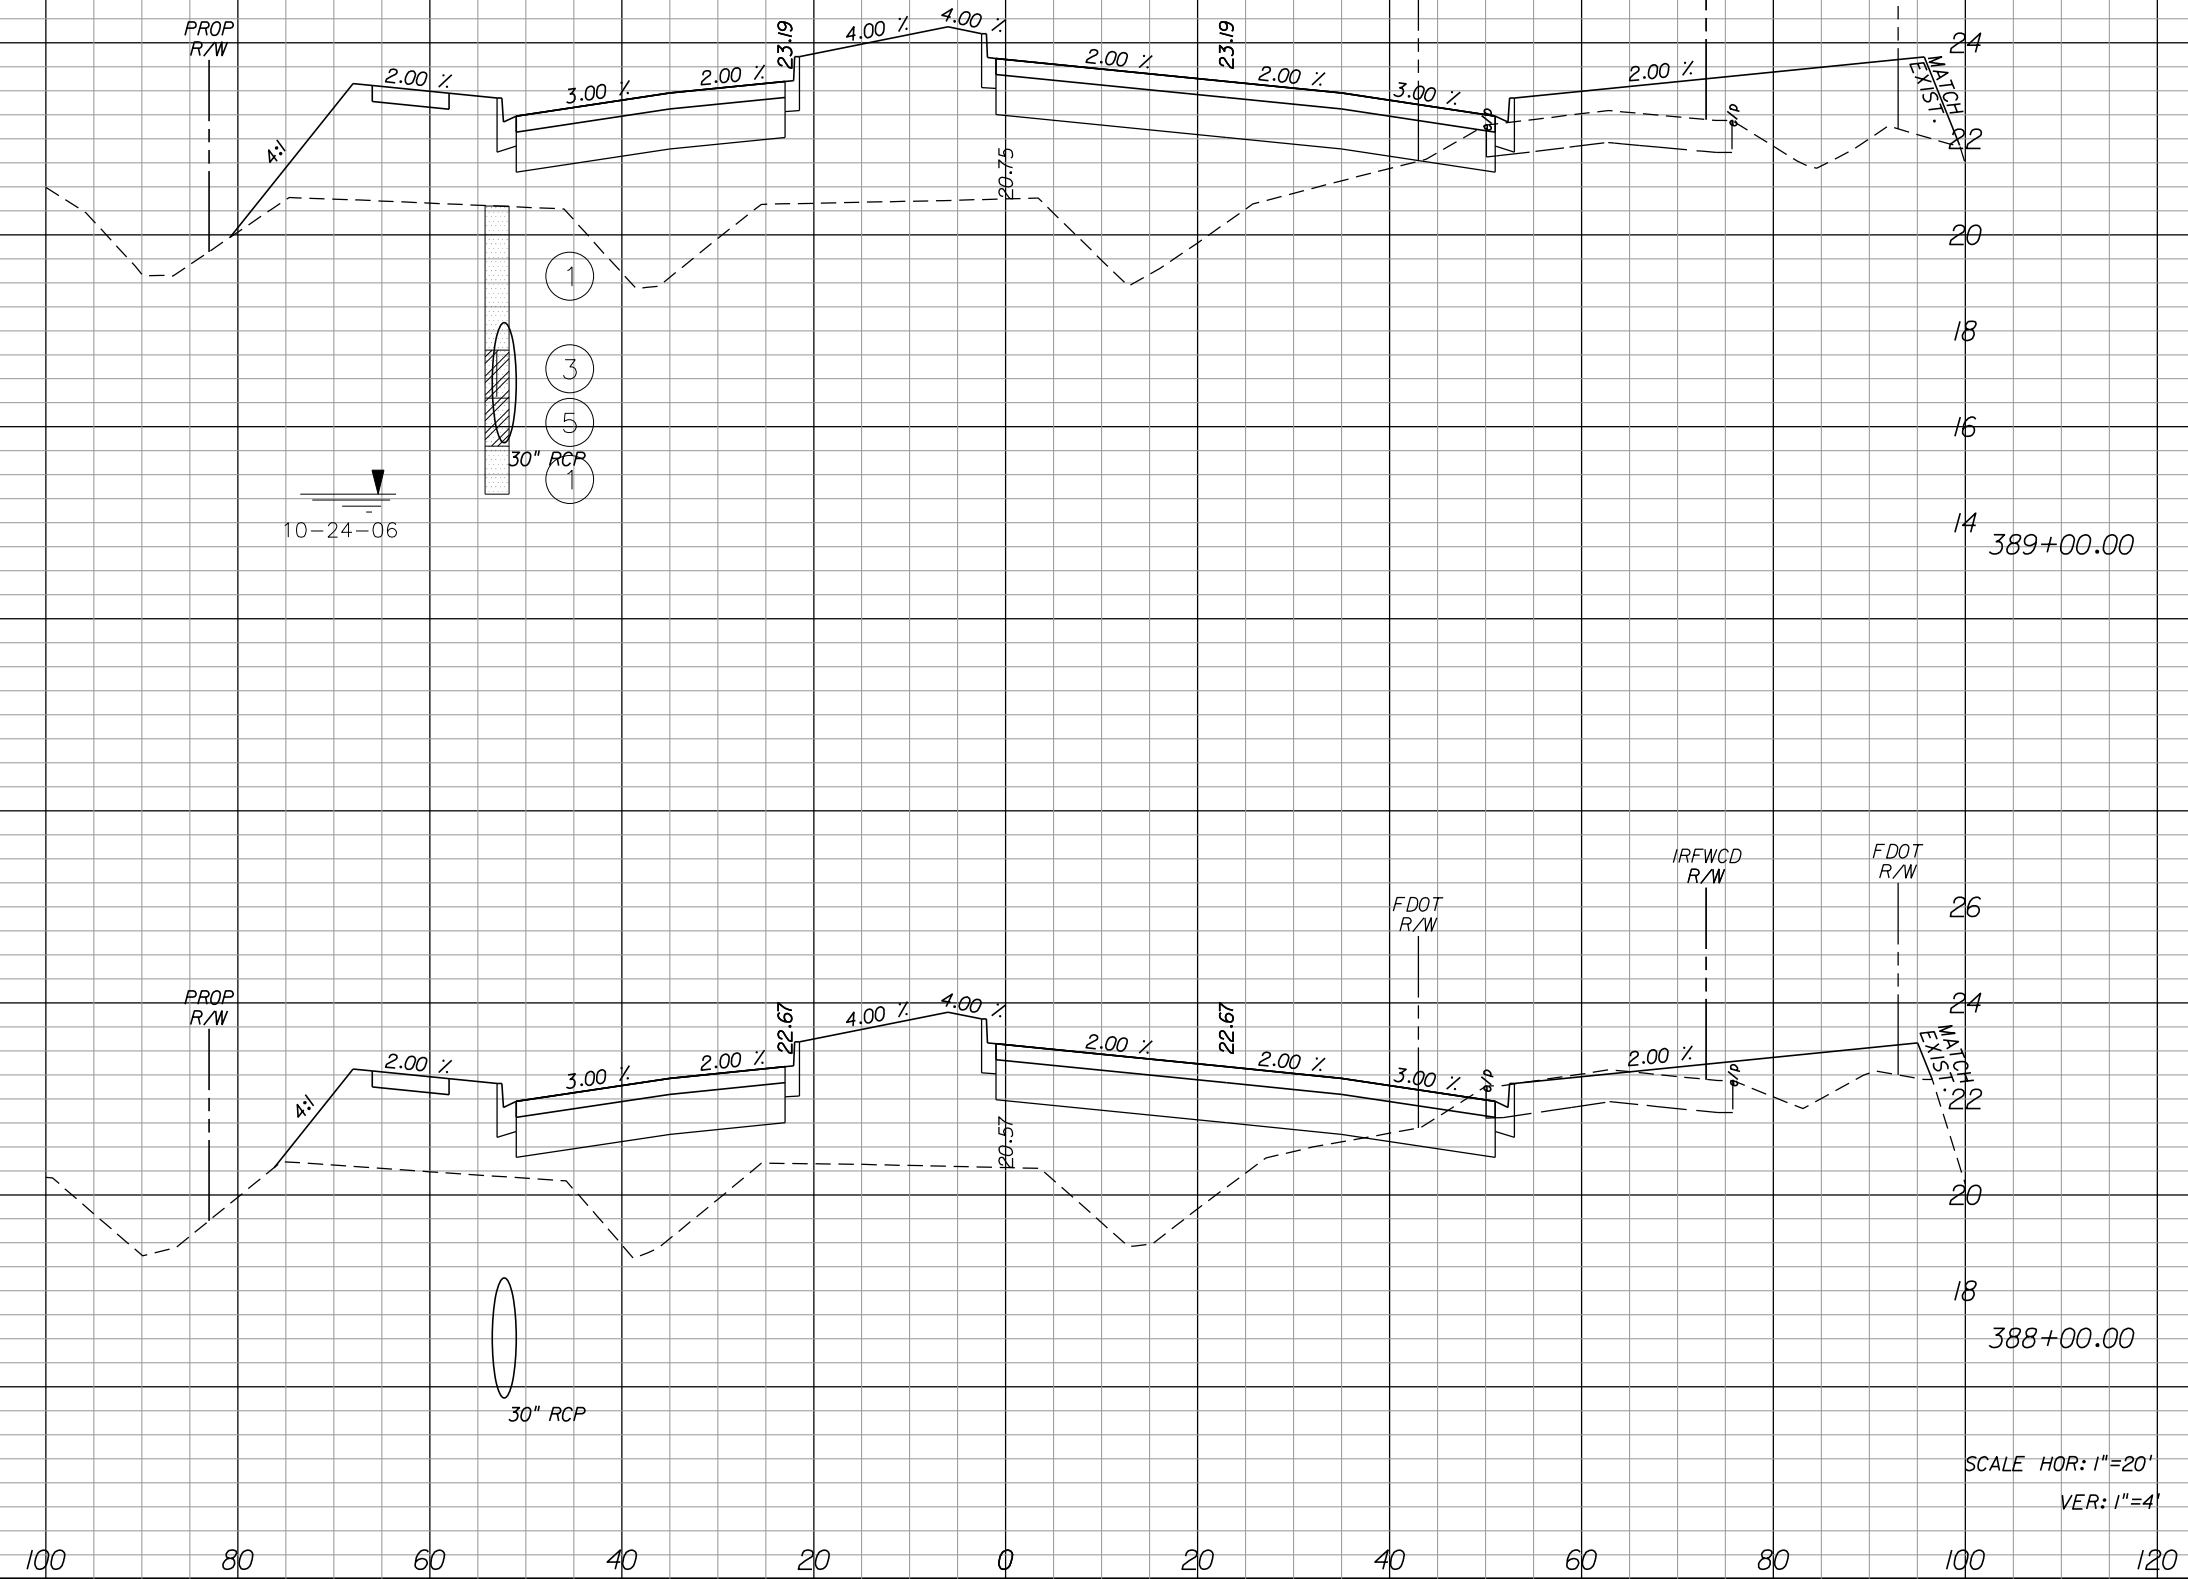 PROP
R/W
2.00 %
4:1
3.00 %
2.00 %
23.19
4.00 %
4.00 %
2.00 %
23.19
2.00 %
3.00 %
e/p
2.00 %
e/p
MATCH
EXIST.
24
22
20
18
16
14
20.75
1
3
5
1
30" RCP
10-24-06
389+00.00
IRFWCD
R/W
FDOT
R/W
FDOT
R/W
26
24
22
20
18
PROP
R/W
2.00 %
4:1
3.00 %
2.00 %
22.67
4.00 %
4.00 %
2.00 %
22.67
2.00 %
3.00 %
e/p
2.00 %
e/p
MATCH
EXIST.
20.57
30" RCP
388+00.00
SCALE HOR: 1"=20'
VER: 1"=4'
100 80 60 40 20 0 20 40 60 80 100 120